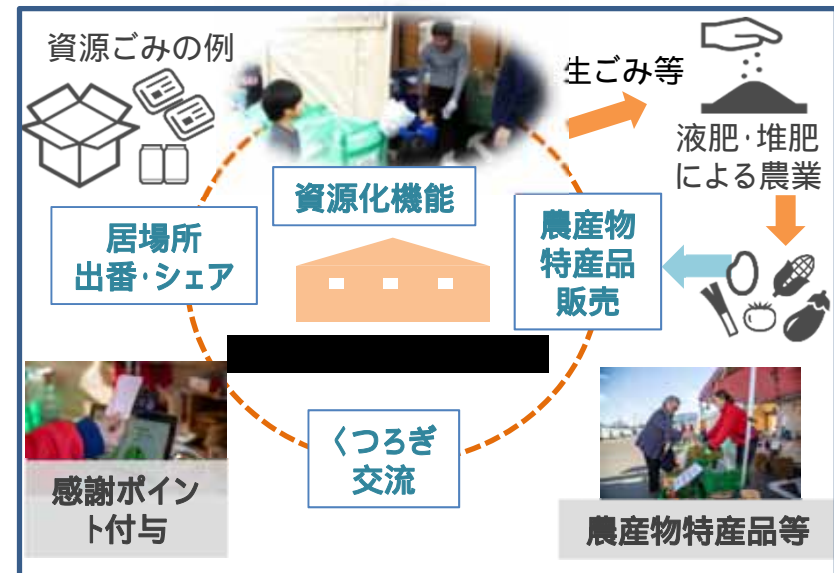 資源ごみの例
生ごみ等
液肥・堆肥
による農業
資源化機能
居場所
出番・シェア
農産物
特産品
販売
くつろぎ
交流
感謝ポイン
ト付与
農産物特産品等